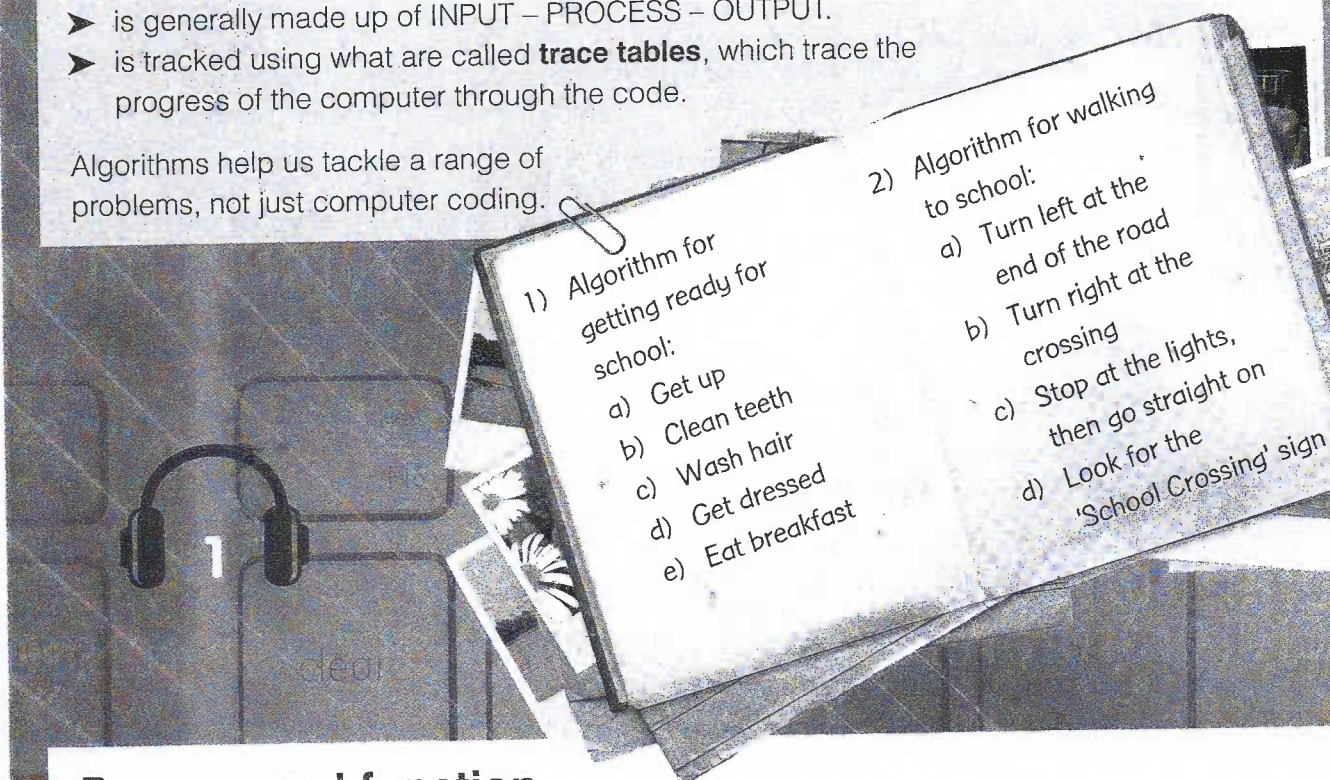 ➤ is generally made up of INPUT – PROCESS – OUTPUT.
➤ is tracked using what are called trace tables, which trace the
progress of the computer through the code.
Algorithms help us tackle a range of
problems, not just computer coding.
1) Algorithm for
getting ready for
school:
a) Get up
b) Clean teeth
c) Wash hair
d) Get dressed
e) Eat breakfast
2) Algorithm for walking
to school:
a) Turn left at the
end of the road
b) Turn right at the
crossing
c) Stop at the lights,
then go straight on
d) Look for the
'School Crossing' sign
1
clear
function